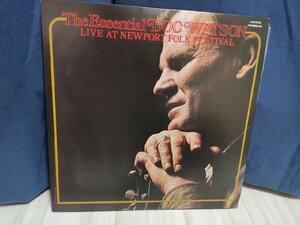 The Essential DOC WATSON
LIVE AT NEWPORT FOLK FESTIVAL